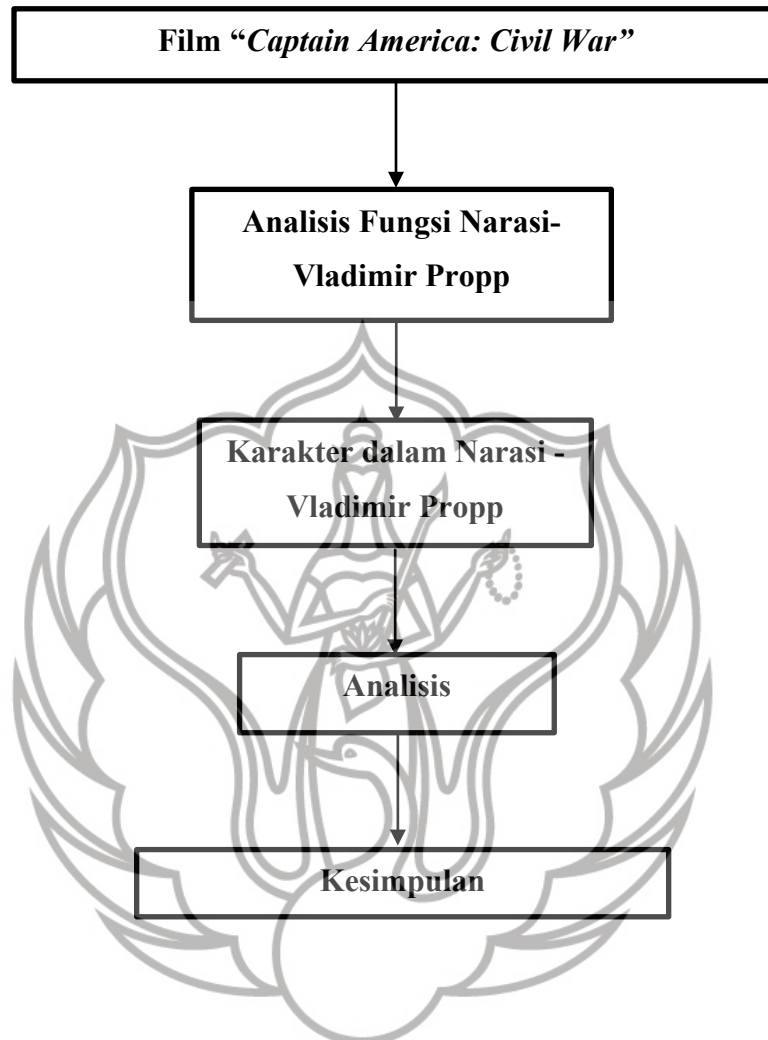 Film “Captain America: Civil War”
Analisis Fungsi Narasi-
Vladimir Propp
Karakter dalam Narasi -
Vladimir Propp
Analisis
Kesimpulan